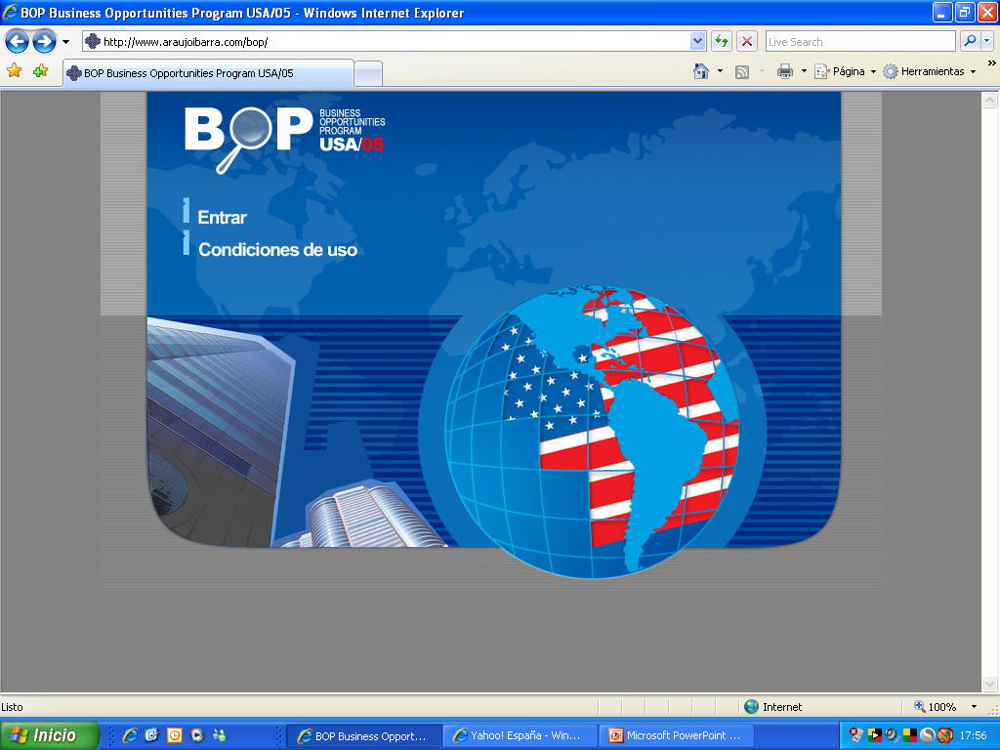 BOP Business Opportunities Program USA/05 - Windows Internet Explorer
http://www.araujoibarra.com/bop/
Live Search
BOP Business Opportunities Program USA/05
Página
Herramientas
BOP BUSINESS OPPORTUNITIES PROGRAM USA/05
Entrar
Condiciones de uso
Listo
Internet
100%
Inicio
BOP Business Opport...
Yahoo! España - Win...
Microsoft PowerPoint ...
17:56